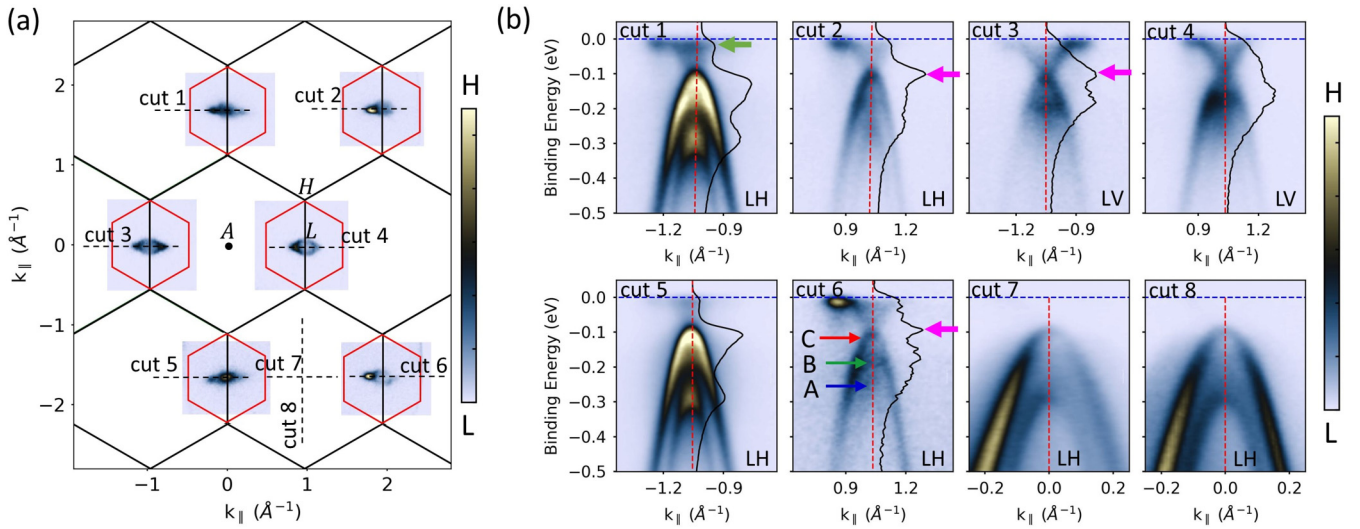 (a)
cut 1
cut 2
cut 3
A
H
L
cut 4
cut 5
cut 7
cut 6
cut 8
2
1
0
−1
−2
k∥ (Å⁻¹)
−1
0
1
2
k∥ (Å⁻¹)
H
L
(b)
cut 1
cut 2
cut 3
cut 4
Binding Energy (eV)
0.0
−0.1
−0.2
−0.3
−0.4
−0.5
LH
LH
LV
LV
−1.2 −0.9
0.9 1.2
−1.2 −0.9
0.9 1.2
k∥ (Å⁻¹)
k∥ (Å⁻¹)
k∥ (Å⁻¹)
k∥ (Å⁻¹)
cut 5
cut 6
cut 7
cut 8
Binding Energy (eV)
0.0
−0.1
−0.2
−0.3
−0.4
−0.5
C
B
A
LH
LH
LH
LH
−1.2 −0.9
0.9 1.2
−0.2 0.0
0.0 0.2
k∥ (Å⁻¹)
k∥ (Å⁻¹)
k∥ (Å⁻¹)
k∥ (Å⁻¹)
H
L